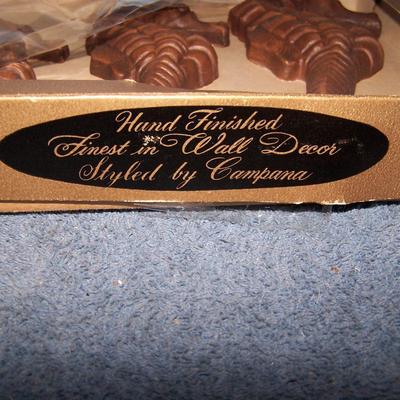 Hand Finished
Finest in Wall Decor
Styled by Campana